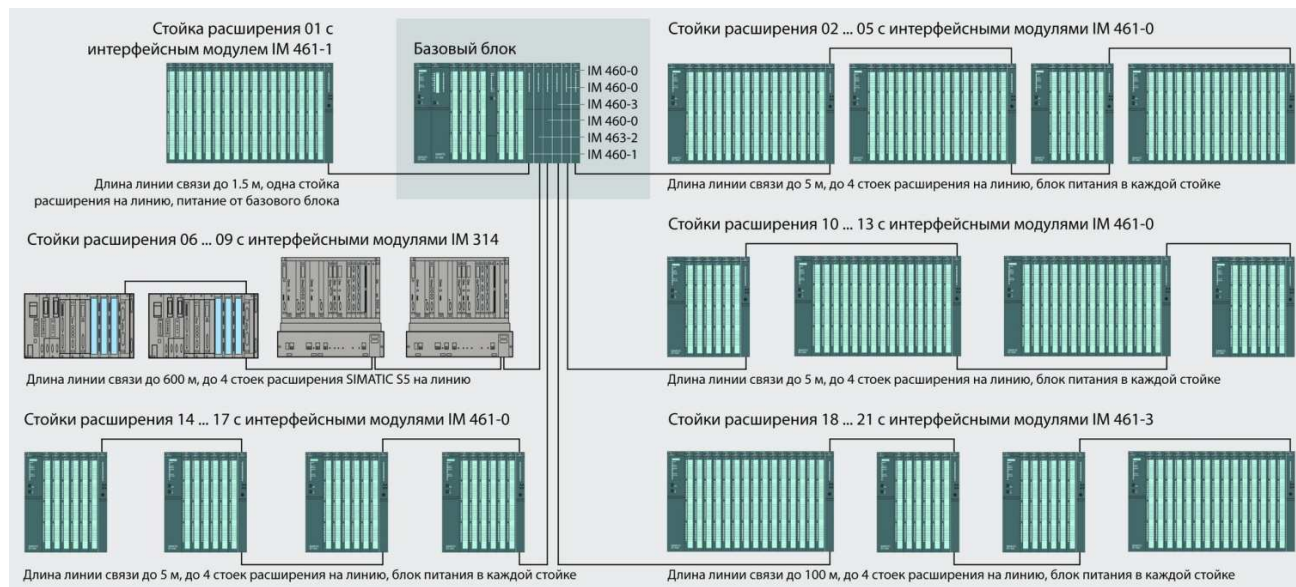 Стойка расширения 01 с
интерфейсным модулем IM 461-1
Длина линии связи до 1.5 м, одна стойка
расширения на линию, питание от базового блока
Базовый блок
IM 460-0
IM 460-0
IM 460-3
IM 460-0
IM 463-2
IM 460-1
Стойки расширения 02 ... 05 с интерфейсными модулями IM 461-0
Длина линии связи до 5 м, до 4 стоек расширения на линию, блок питания в каждой стойке
Стойки расширения 06 ... 09 с интерфейсными модулями IM 314
Длина линии связи до 600 м, до 4 стоек расширения SIMATIC S5 на линию
Стойки расширения 10 ... 13 с интерфейсными модулями IM 461-0
Длина линии связи до 5 м, до 4 стоек расширения на линию, блок питания в каждой стойке
Стойки расширения 14 ... 17 с интерфейсными модулями IM 461-0
Длина линии связи до 5 м, до 4 стоек расширения на линию, блок питания в каждой стойке
Стойки расширения 18 ... 21 с интерфейсными модулями IM 461-3
Длина линии связи до 100 м, до 4 стоек расширения на линию, блок питания в каждой стойке